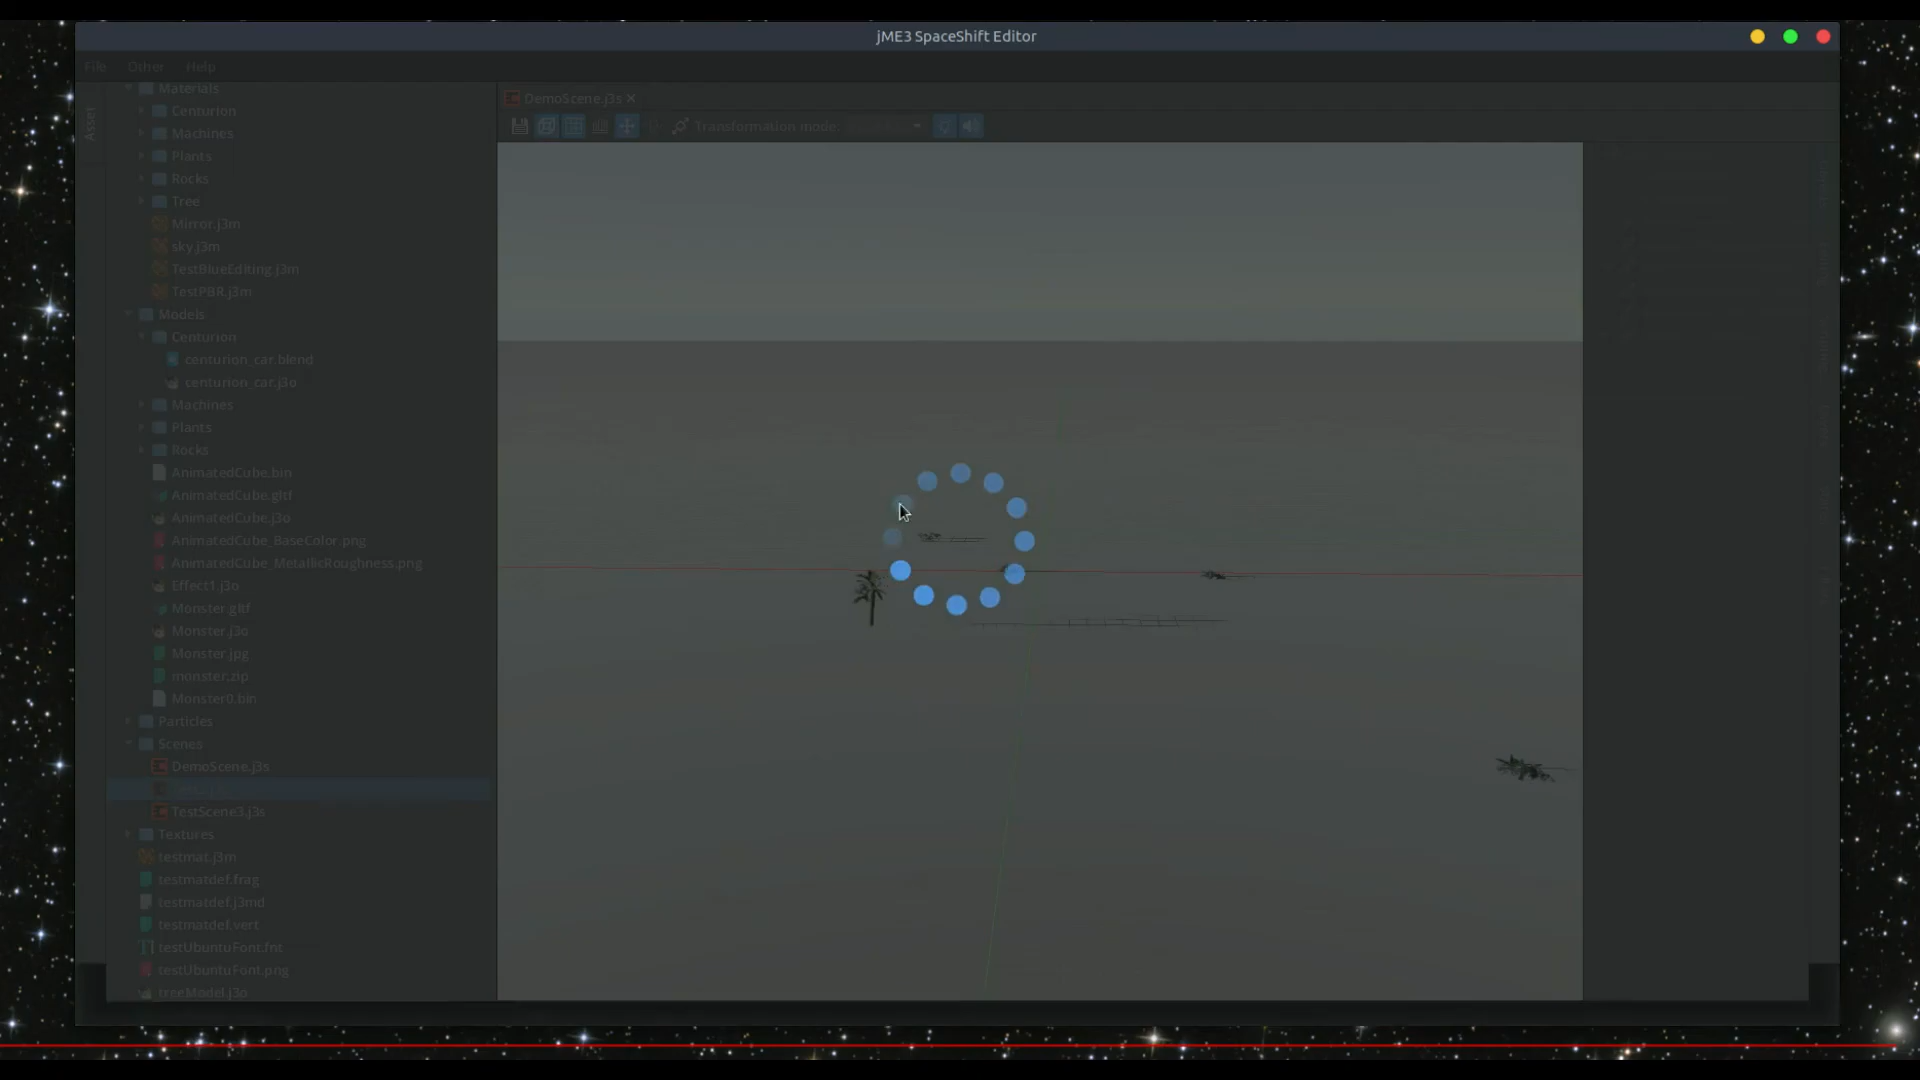 jME3 SpaceShift Editor
File Other Help
Asset
Materials
Centurion
Machines
Plants
Rocks
Tree
Mirror.j3m
sky.j3m
TestBlueEditing.j3m
TestPBR.j3m
Models
Centurion
centurion_car.blend
centurion_car.j3o
Machines
Plants
Rocks
AnimatedCube.bin
AnimatedCube.gltf
AnimatedCube.j3o
AnimatedCube_BaseColor.png
AnimatedCube_MetallicRoughness.png
Effect1.j3o
Monster.gltf
Monster.j3o
Monster.jpg
monster.zip
Monster0.bin
Particles
Scenes
DemoScene.j3s
TestScene3.j3s
Textures
testmat.j3m
testmatdef.frag
testmatdef.j3md
testmatdef.vert
testUbuntuFont.fnt
testUbuntuFont.png
treeModel.j3o
DemoScene.j3s
Transformation mode: